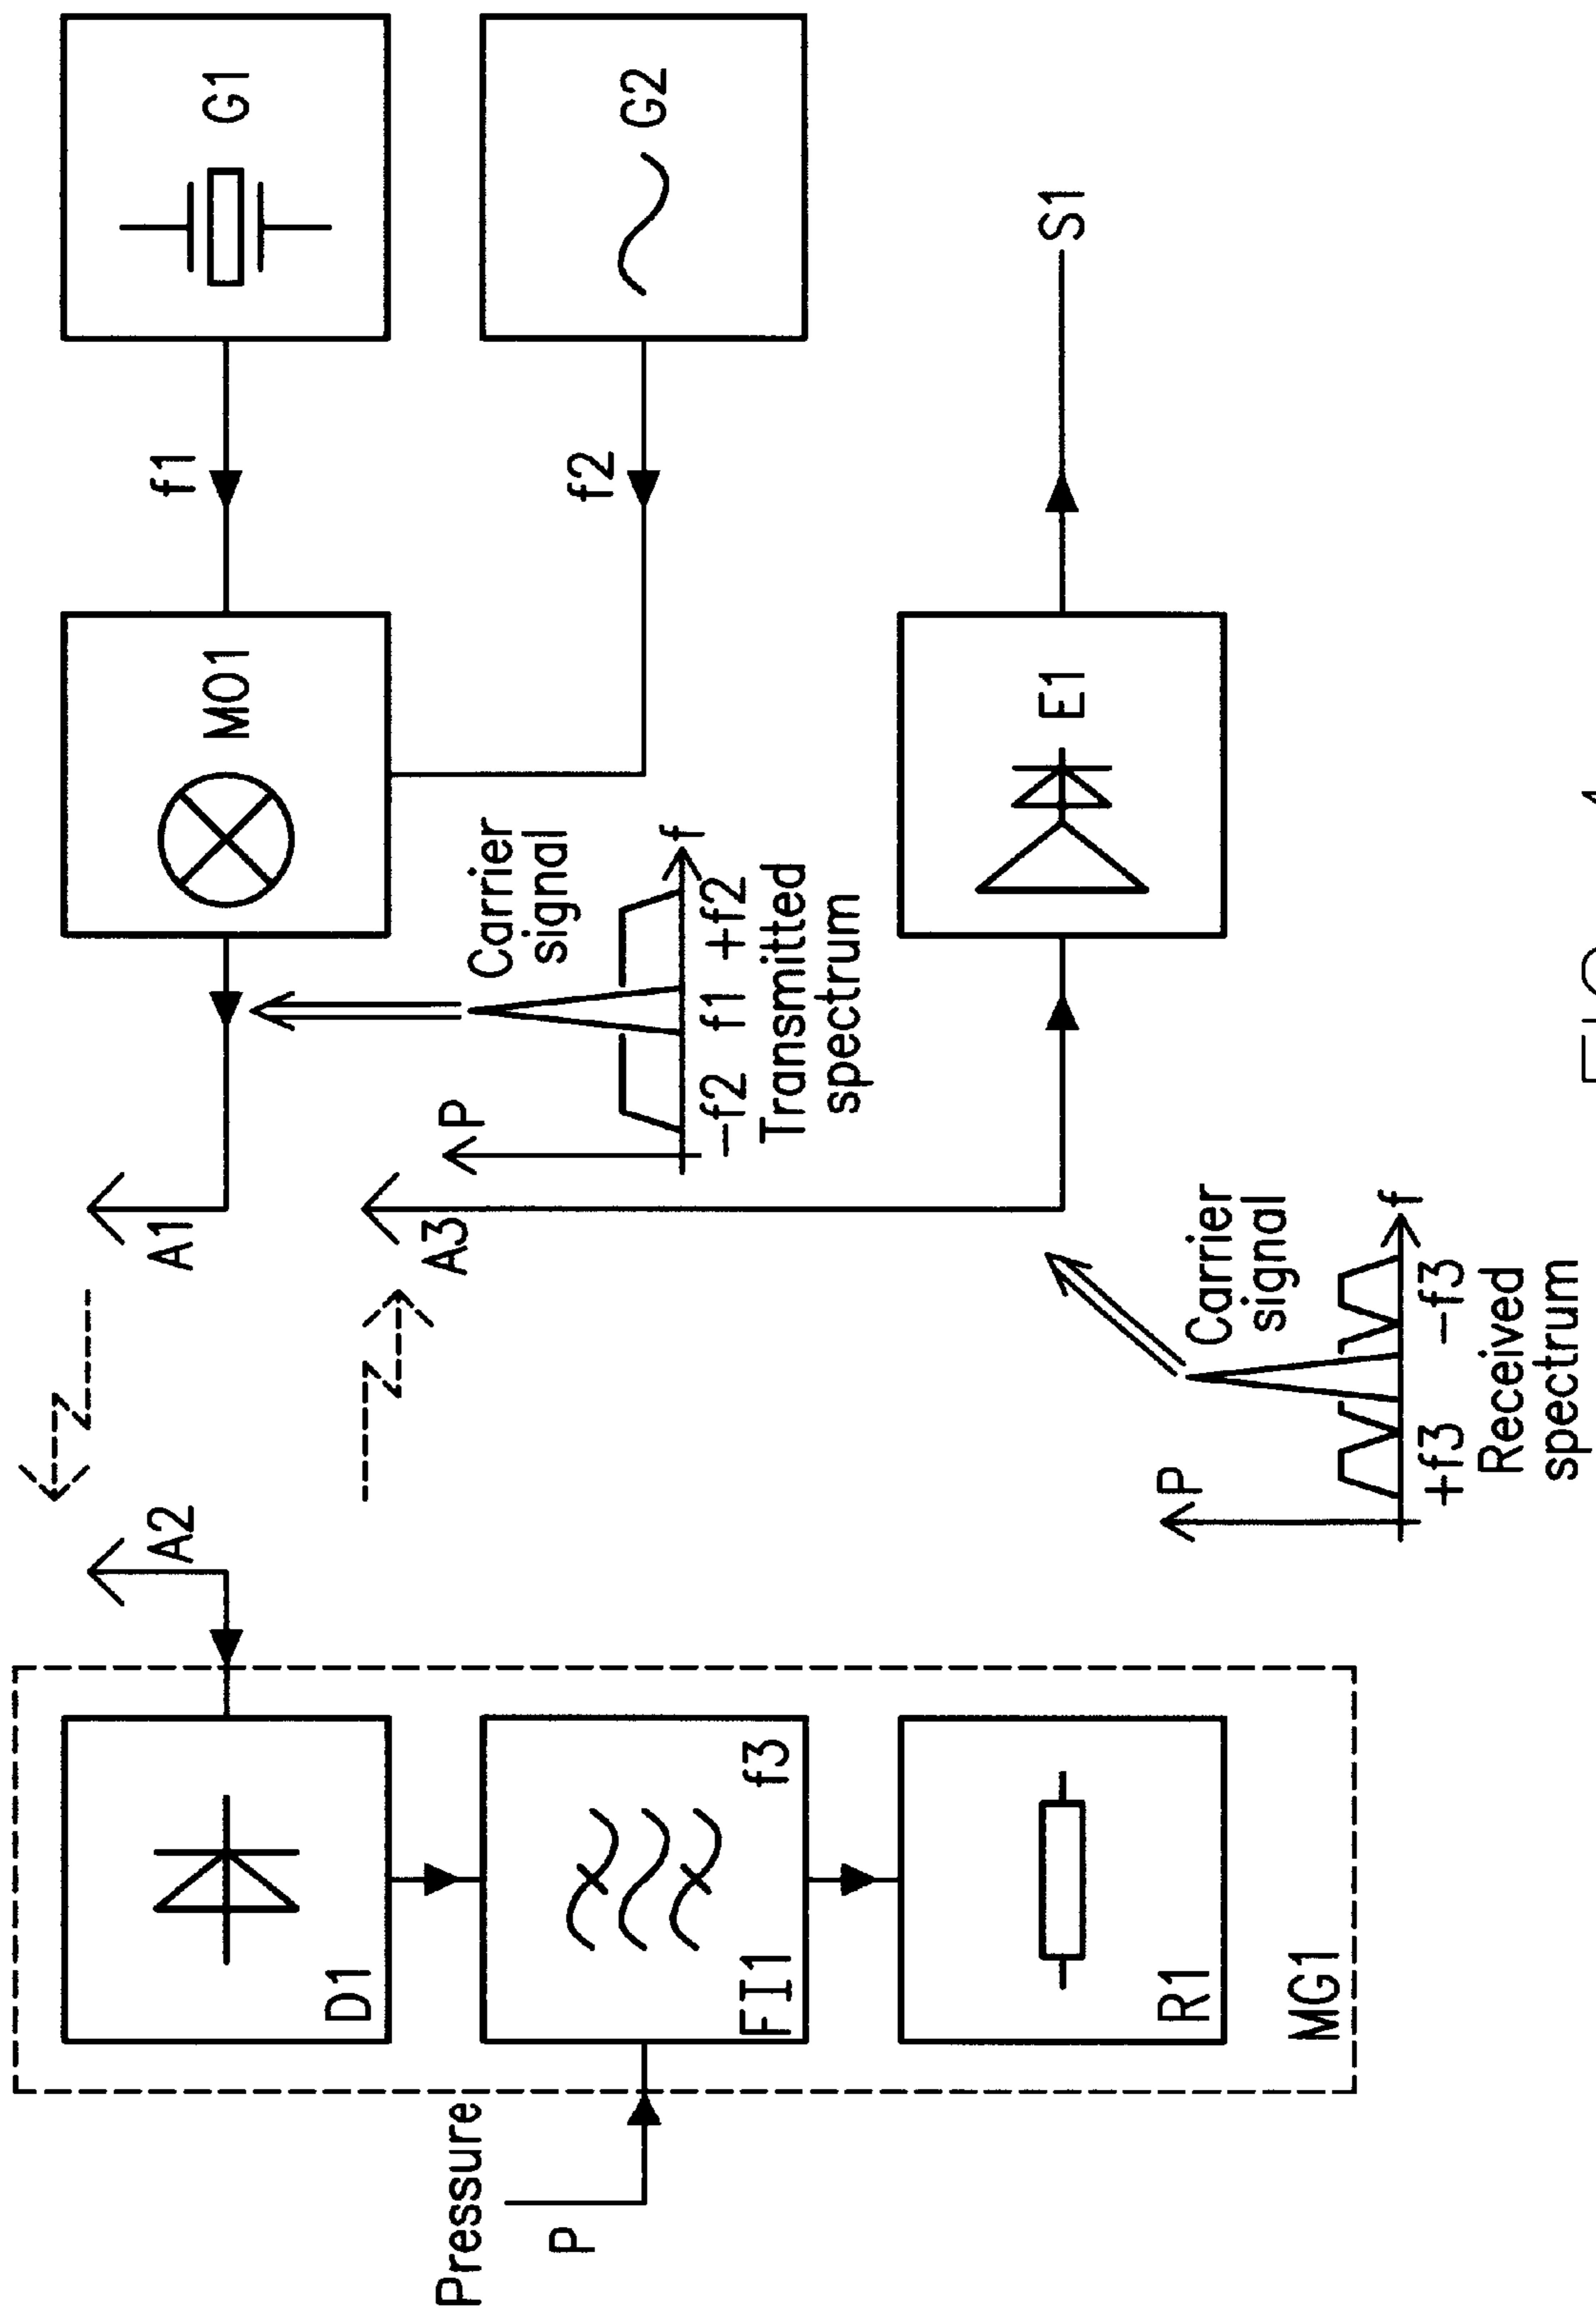 Pressure
P
D1
FI1
f3
R1
MG1
A2
A1
A3
MO1
f1
G1
f2
G2
P
Carrier
signal
f
-f2 f1 +f2
Transmitted
spectrum
E1
S1
P
Carrier
signal
f
+f3 -f3
Received
spectrum